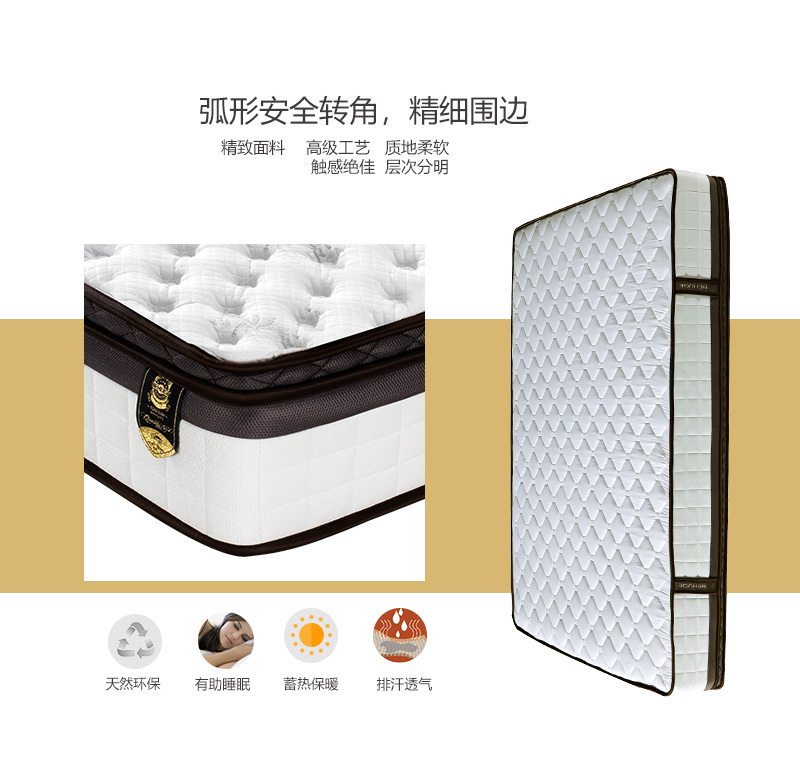 弧形安全转角，精细围边
精致面料 高级工艺 质地柔软
触感绝佳 层次分明
BEHUGE
BEHUGE
天然环保 有助睡眠 蓄热保暖 排汗透气